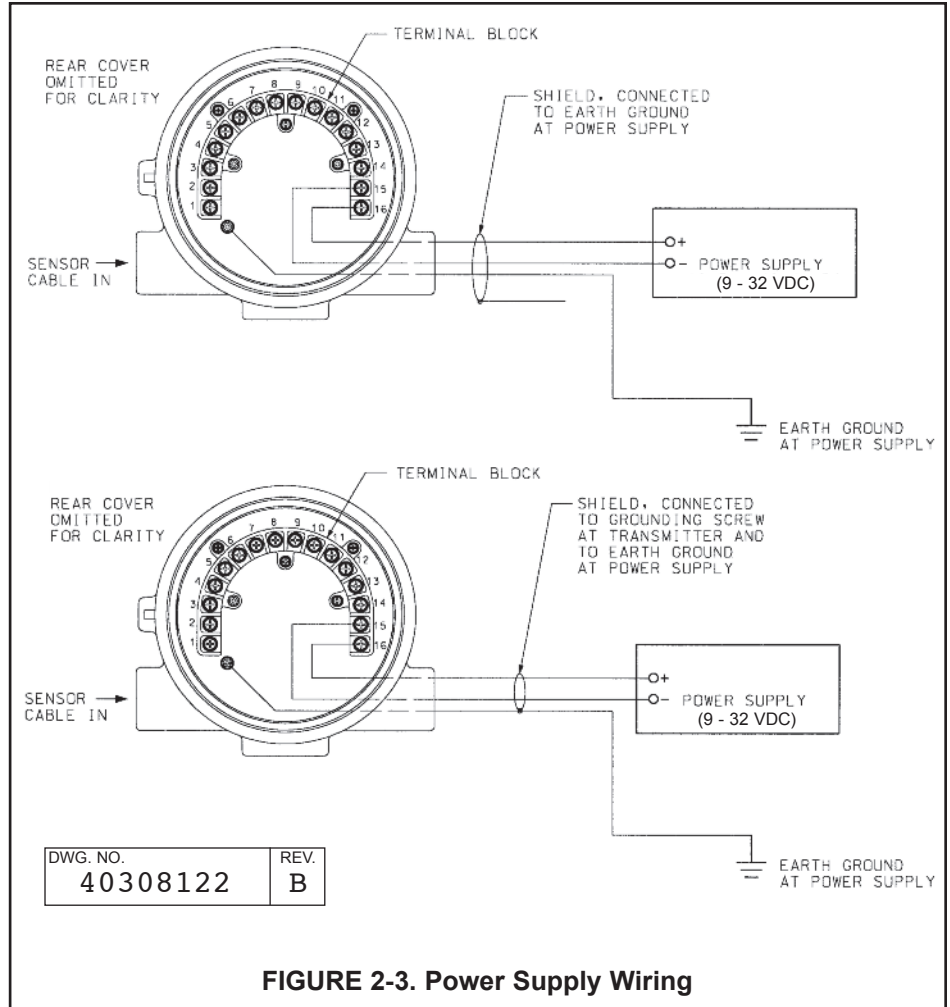 TERMINAL BLOCK
REAR COVER
OMITTED
FOR CLARITY
SHIELD, CONNECTED
TO EARTH GROUND
AT POWER SUPPLY
1
2
3
4
5
6
7
8
9
10
11
12
13
14
15
16
SENSOR
CABLE IN
+
- POWER SUPPLY
(9 - 32 VDC)
EARTH GROUND
AT POWER SUPPLY
TERMINAL BLOCK
REAR COVER
OMITTED
FOR CLARITY
SHIELD, CONNECTED
TO GROUNDING SCREW
AT TRANSMITTER AND
TO EARTH GROUND
AT POWER SUPPLY
1
2
3
4
5
6
7
8
9
10
11
12
13
14
15
16
SENSOR
CABLE IN
+
- POWER SUPPLY
(9 - 32 VDC)
EARTH GROUND
AT POWER SUPPLY
DWG. NO. REV.
40308122 B
FIGURE 2-3. Power Supply Wiring